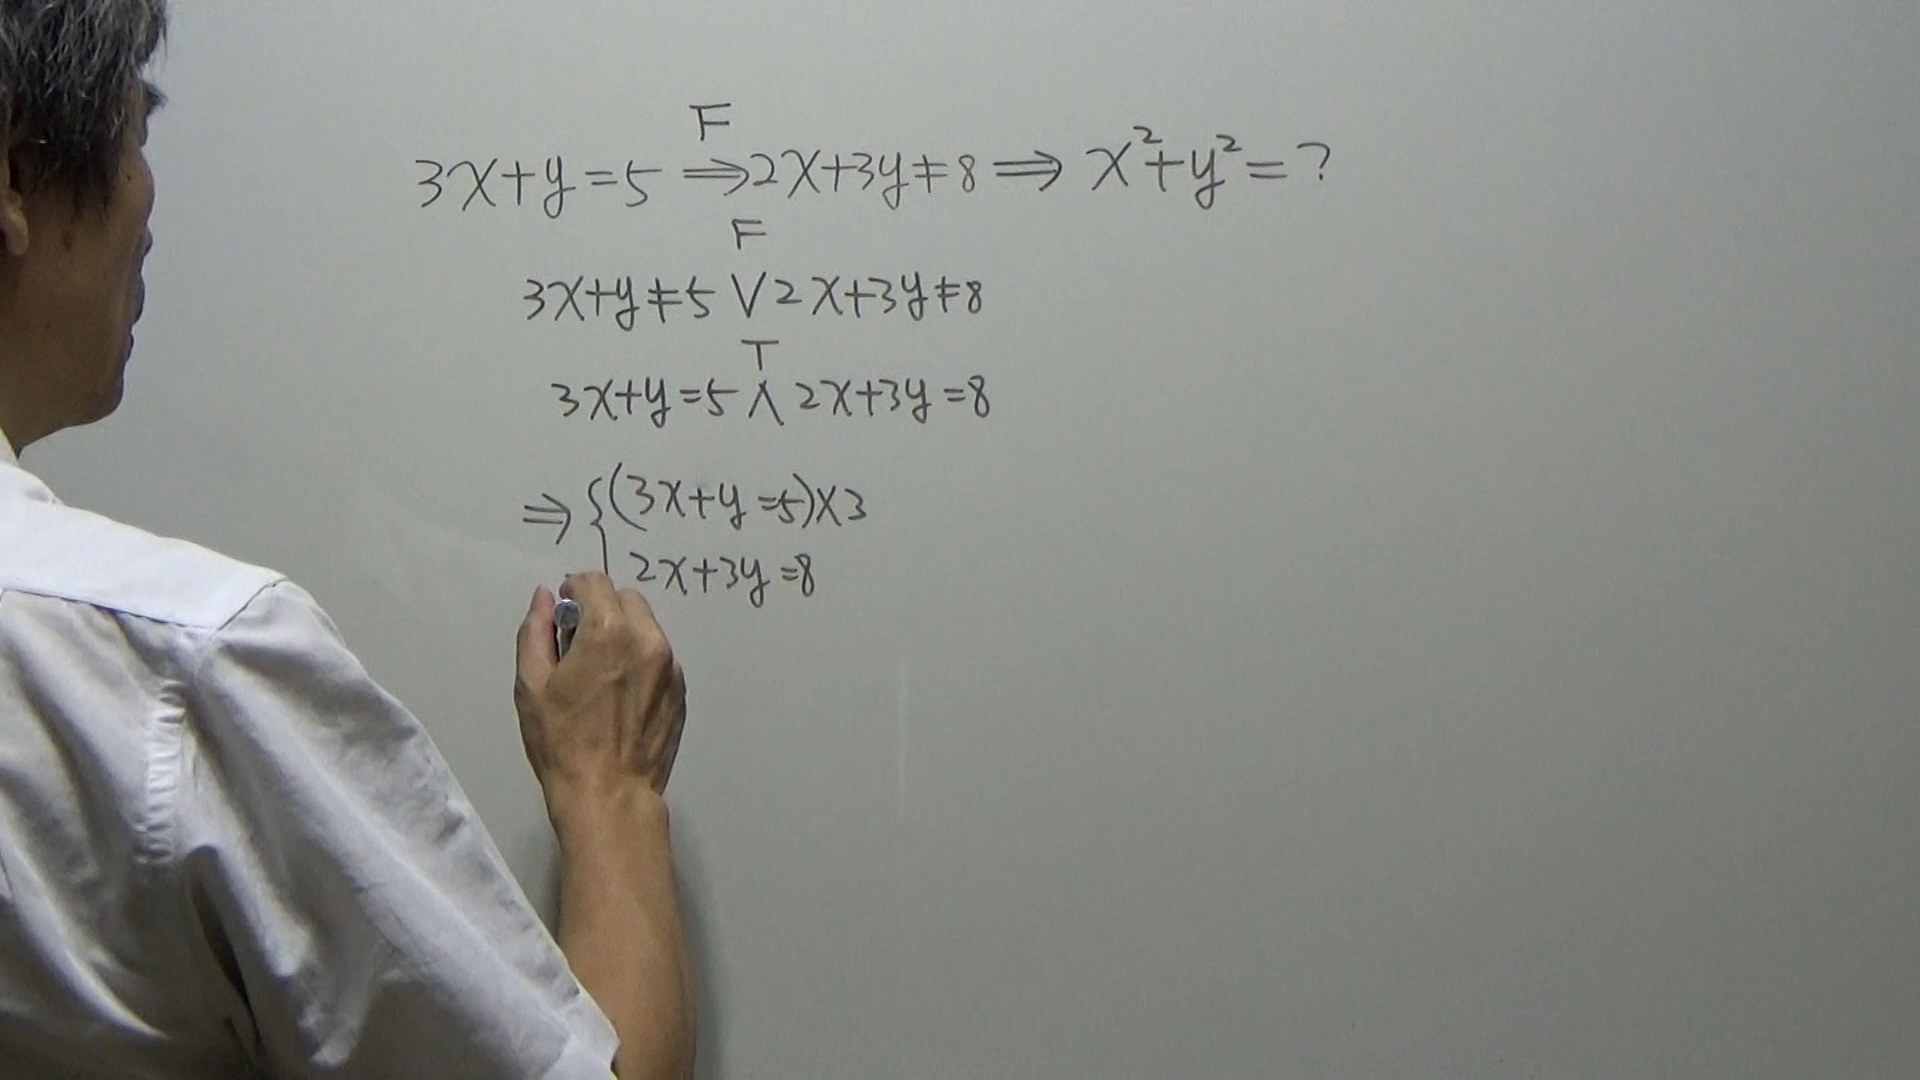 F
3x+y=5 ⇒ 2x+3y≠8 ⇒ x²+y²=?
F
3x+y≠5 ∨ 2x+3y≠8
T
3x+y=5 ∧ 2x+3y=8
⇒ { (3x+y=5)×3
2x+3y=8